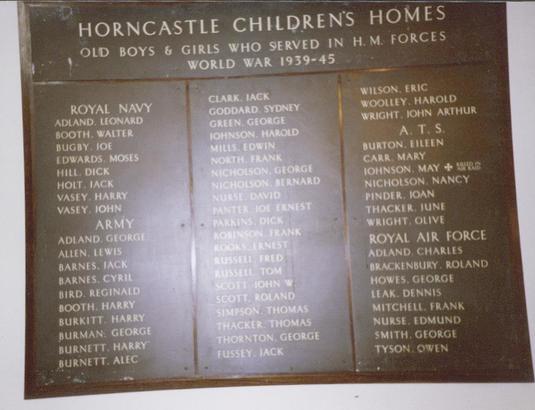 HORNCASTLE CHILDREN'S HOMES
OLD BOYS & GIRLS WHO SERVED IN H.M. FORCES
WORLD WAR 1939-45
ROYAL NAVY
ADLAND. LEONARD
BOOTH. WALTER
BUGBY. JOE
EDWARDS. MOSES
HILL. DICK
HOLT. JACK
VASEY. HARRY
VASEY. JOHN
ARMY
ADLAND. GEORGE
ALLEN. LEWIS
BARNES. JACK
BARNES. CYRIL
BIRD. REGINALD
BOOTH. HARRY
BURKITT. HARRY
BURMAN. GEORGE
BURNETT. HARRY
BURNETT. ALEC
CLARK. JACK
GODDARD. SYDNEY
GREEN. GEORGE
JOHNSON. HAROLD
MILLS. EDWIN
NORTH. FRANK
NICHOLSON. GEORGE
NICHOLSON. BERNARD
NURSE. DAVID
PANTER. JOE ERNEST
PARKINS. DICK
ROBINSON. FRANK
ROOKS. ERNEST
RUSSELL. FRED
RUSSELL. TOM
SCOTT. JOHN W.
SCOTT. ROLAND
SIMPSON. THOMAS
THACKER. THOMAS
THORNTON. GEORGE
FUSSEY. JACK
WILSON. ERIC
WOOLLEY. HAROLD
WRIGHT. JOHN ARTHUR
A.T.S.
BURTON. EILEEN
CARR. MARY
JOHNSON. MAY ✠ KILLED IN AIR RAID
NICHOLSON. NANCY
PINDER. JOAN
THACKER. JUNE
WRIGHT. OLIVE
ROYAL AIR FORCE
ADLAND. CHARLES
BRACKENBURY. ROLAND
HOWES. GEORGE
LEAK. DENNIS
MITCHELL. FRANK
NURSE. EDMUND
SMITH. GEORGE
TYSON. OWEN